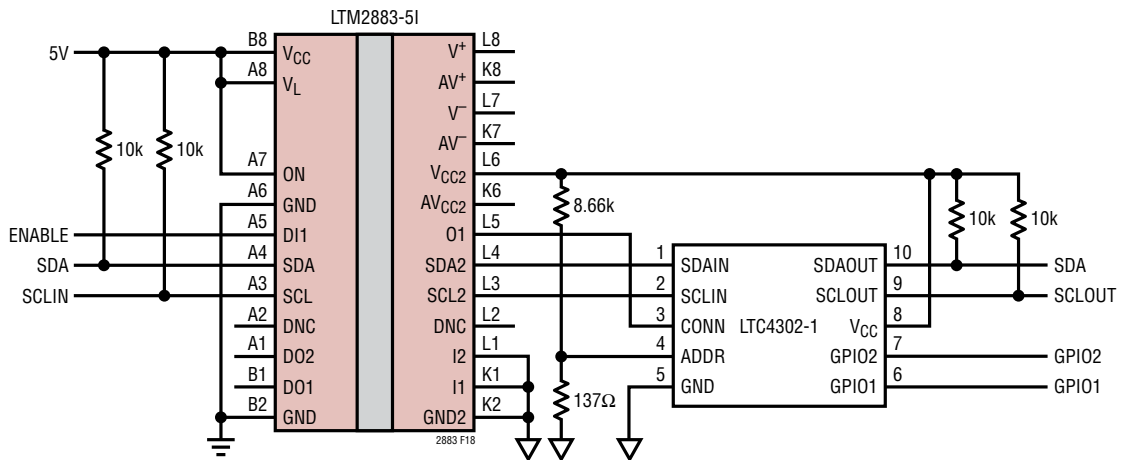 LTM2883-5I
5V
B8
VCC
A8
VL
10k
10k
A7
ON
A6
GND
ENABLE
A5
DI1
SDA
A4
SDA
SCLIN
A3
SCL
A2
DNC
A1
DO2
B1
DO1
B2
GND
L8
V+
K8
AV+
L7
V−
K7
AV−
L6
VCC2
K6
AVCC2
L5
O1
L4
SDA2
L3
SCL2
L2
DNC
L1
I2
K1
I1
K2
GND2
2883 F18
8.66k
137Ω
1
SDAIN
2
SCLIN
3
CONN
4
ADDR
5
GND
LTC4302-1
10
SDAOUT
9
SCLOUT
8
VCC
7
GPIO2
6
GPIO1
10k
10k
SDA
SCLOUT
GPIO2
GPIO1